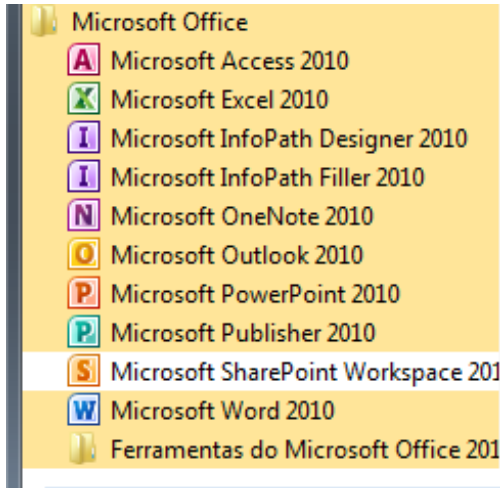 Microsoft Office
A Microsoft Access 2010
X Microsoft Excel 2010
I Microsoft InfoPath Designer 2010
I Microsoft InfoPath Filler 2010
N Microsoft OneNote 2010
O Microsoft Outlook 2010
P Microsoft PowerPoint 2010
P Microsoft Publisher 2010
S Microsoft SharePoint Workspace 201
W Microsoft Word 2010
Ferramentas do Microsoft Office 201